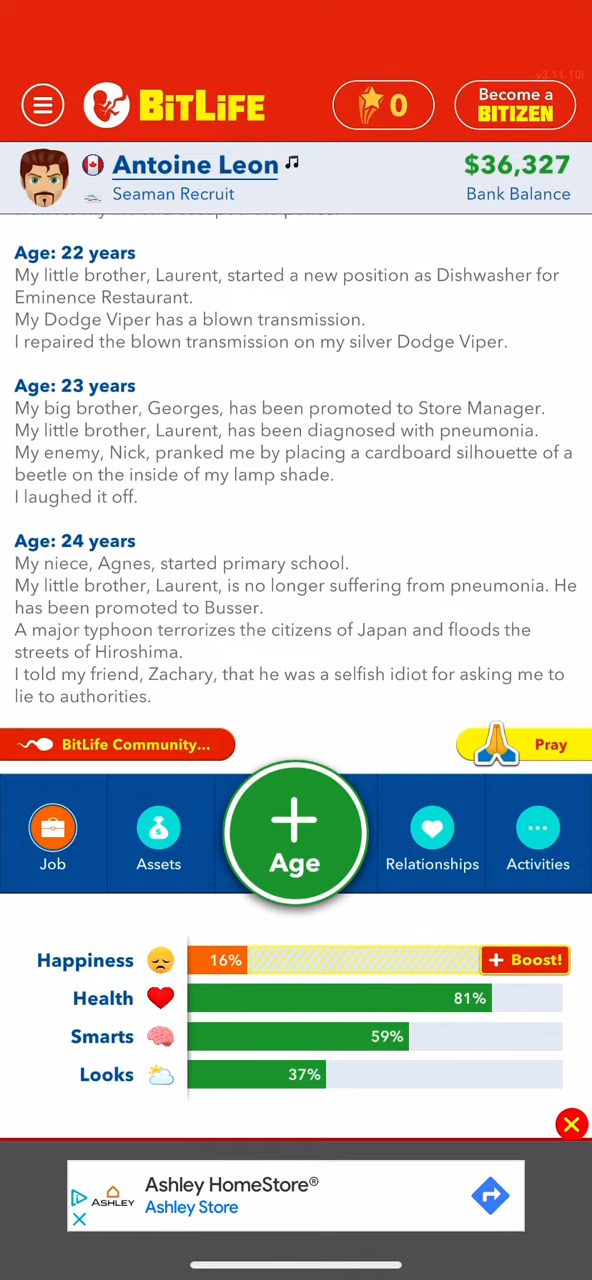 v3.11.10
BiTLiFE
0
Become a
BITIZEN
Antoine Leon
$36,327
Seaman Recruit
Bank Balance
Age: 22 years
My little brother, Laurent, started a new position as Dishwasher for
Eminence Restaurant.
My Dodge Viper has a blown transmission.
I repaired the blown transmission on my silver Dodge Viper.
Age: 23 years
My big brother, Georges, has been promoted to Store Manager.
My little brother, Laurent, has been diagnosed with pneumonia.
My enemy, Nick, pranked me by placing a cardboard silhouette of a
beetle on the inside of my lamp shade.
I laughed it off.
Age: 24 years
My niece, Agnes, started primary school.
My little brother, Laurent, is no longer suffering from pneumonia. He
has been promoted to Busser.
A major typhoon terrorizes the citizens of Japan and floods the
streets of Hiroshima.
I told my friend, Zachary, that he was a selfish idiot for asking me to
lie to authorities.
BitLife Community...
Pray
Job
Assets
Age
Relationships
Activities
Happiness
16%
Boost!
Health
81%
Smarts
59%
Looks
37%
ASHLEY
Ashley HomeStore®
Ashley Store